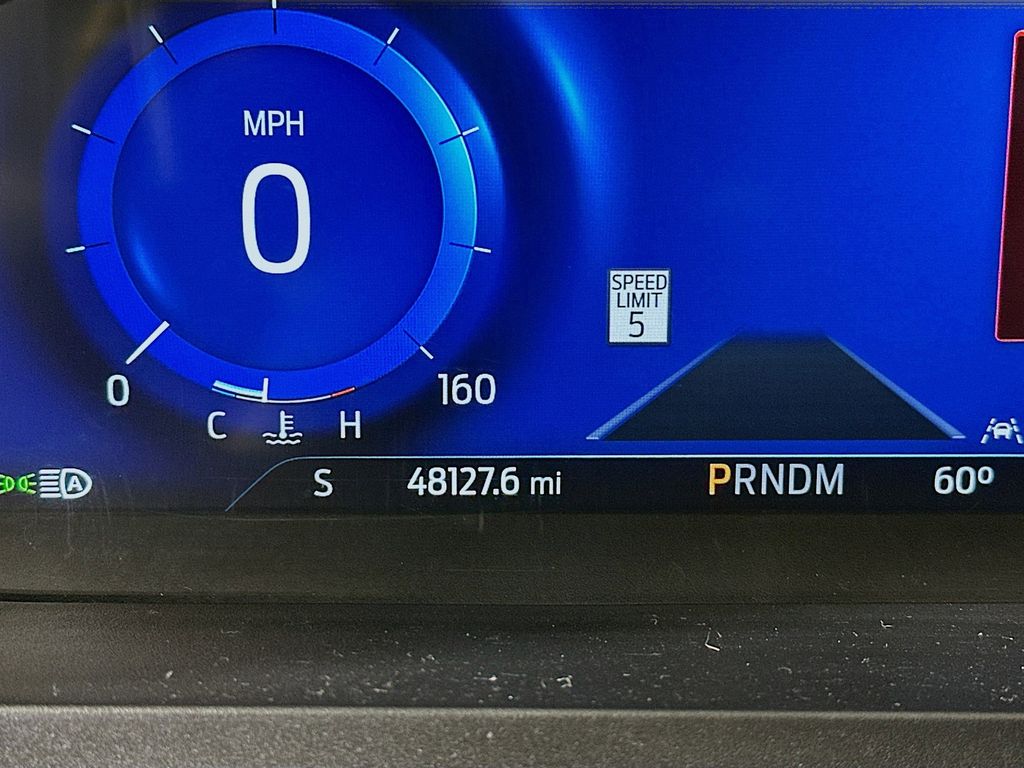 MPH
0
SPEED
LIMIT
5
0
160
C
H
A
S
48127.6 mi
PRNDM
60º